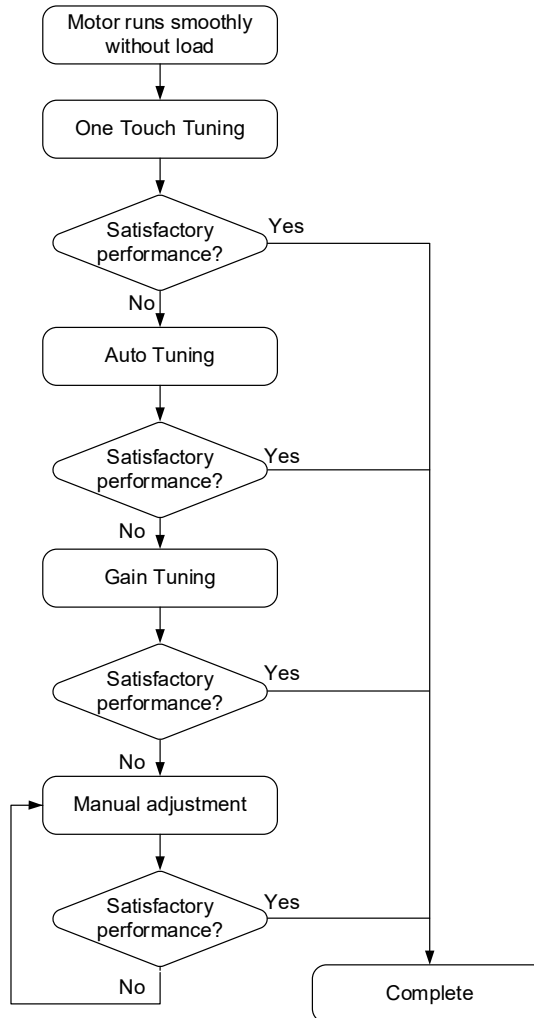 Motor runs smoothly
without load
One Touch Tuning
Satisfactory
performance?
Yes
No
Auto Tuning
Satisfactory
performance?
Yes
No
Gain Tuning
Satisfactory
performance?
Yes
No
Manual adjustment
Satisfactory
performance?
Yes
No
Complete